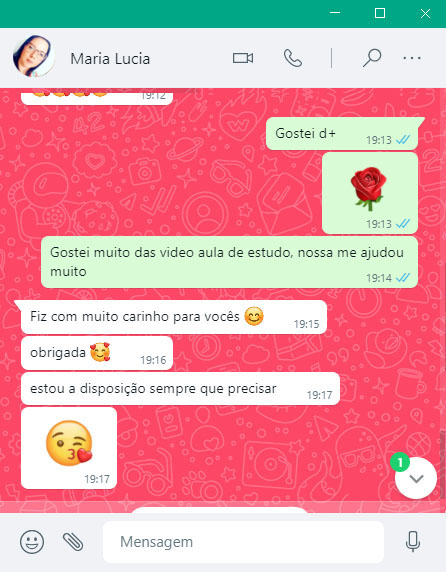 Maria Lucia
19:12
Gostei d+
19:13
19:13
Gostei muito das video aula de estudo, nossa me ajudou
muito
19:14
Fiz com muito carinho para vocês
19:15
obrigada
19:16
estou a disposição sempre que precisar
19:17
19:17
1
Mensagem